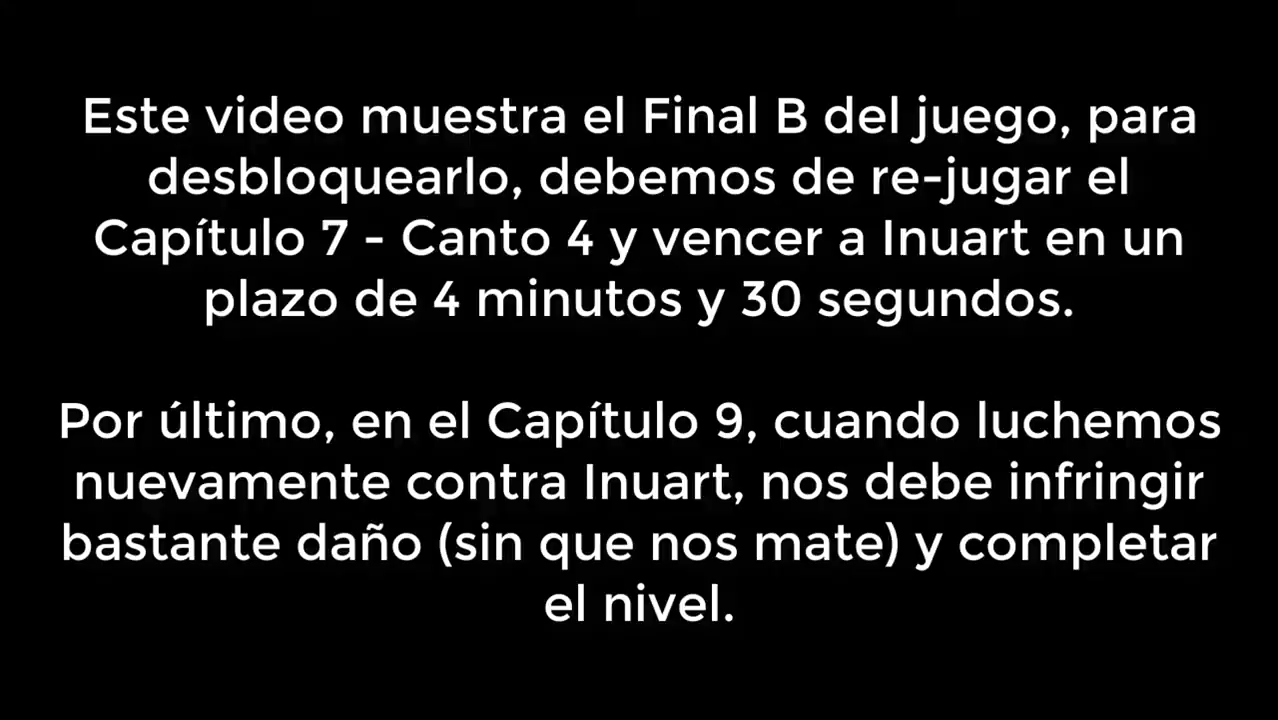 Este video muestra el Final B del juego, para
desbloquearlo, debemos de re-jugar el
Capítulo 7 - Canto 4 y vencer a Inuart en un
plazo de 4 minutos y 30 segundos.
Por último, en el Capítulo 9, cuando luchemos
nuevamente contra Inuart, nos debe infringir
bastante daño (sin que nos mate) y completar
el nivel.